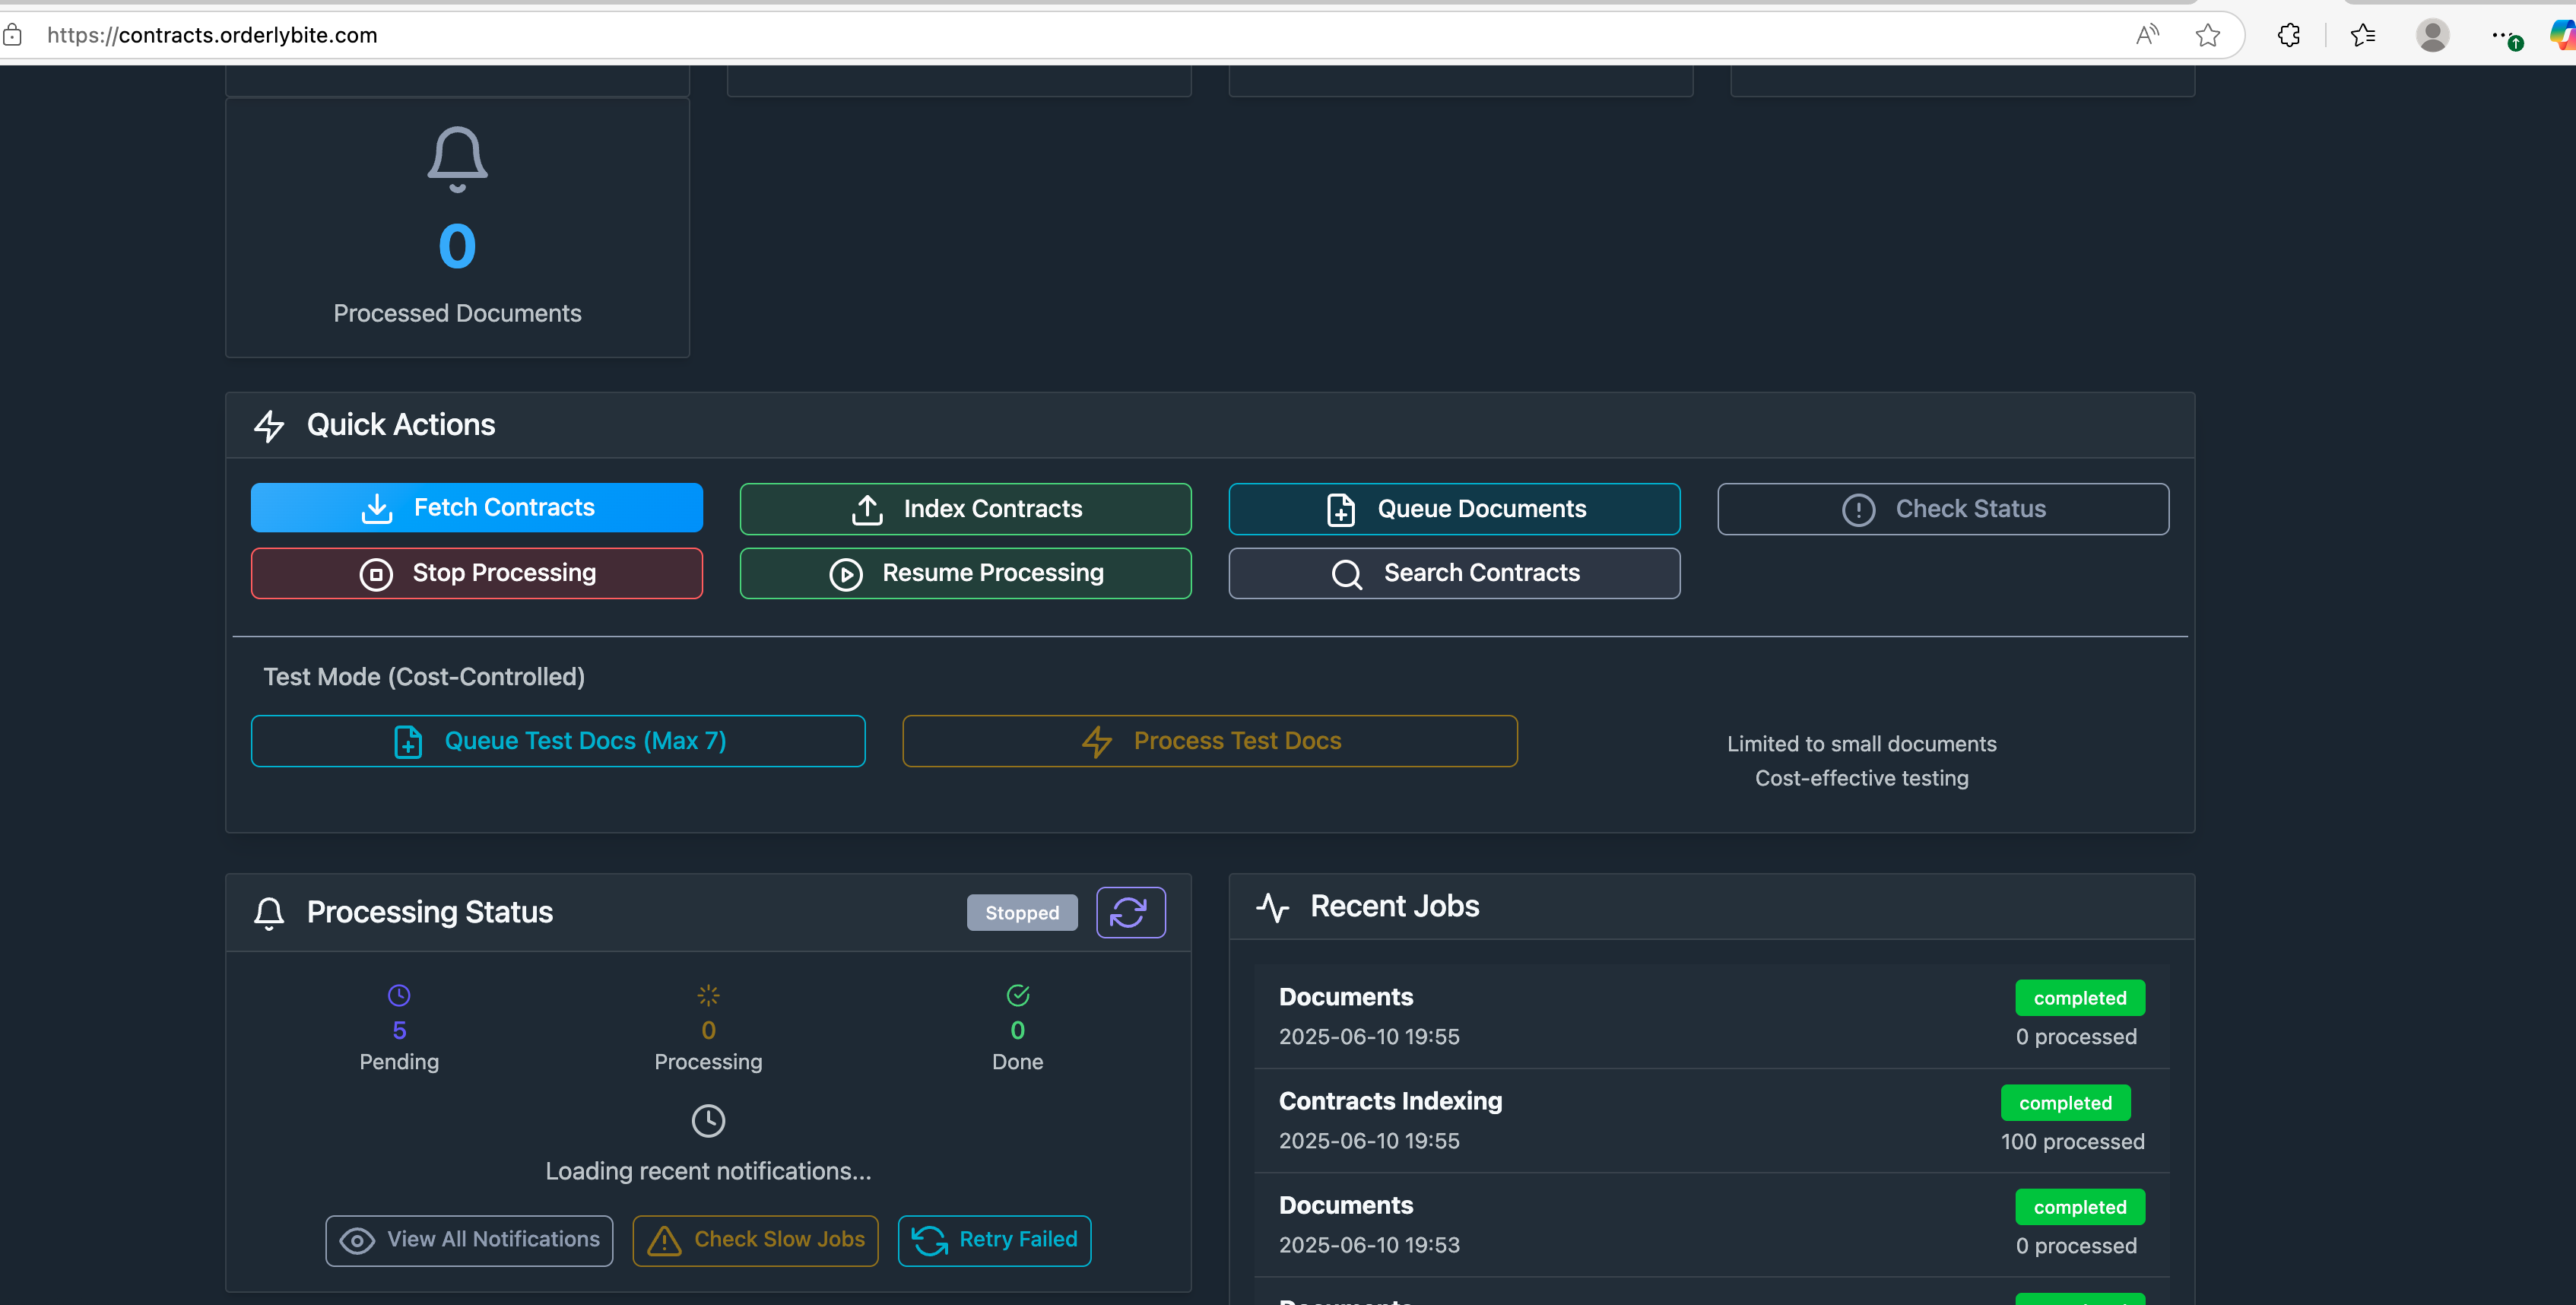 https://contracts.orderlybite.com
0
Processed Documents
Quick Actions
Fetch Contracts
Index Contracts
Queue Documents
Check Status
Stop Processing
Resume Processing
Search Contracts
Test Mode (Cost-Controlled)
Queue Test Docs (Max 7)
Process Test Docs
Limited to small documents
Cost-effective testing
Processing Status
Stopped
5
Pending
0
Processing
0
Done
Loading recent notifications...
View All Notifications
Check Slow Jobs
Retry Failed
Recent Jobs
Documents
completed
2025-06-10 19:55
0 processed
Contracts Indexing
completed
2025-06-10 19:55
100 processed
Documents
completed
2025-06-10 19:53
0 processed